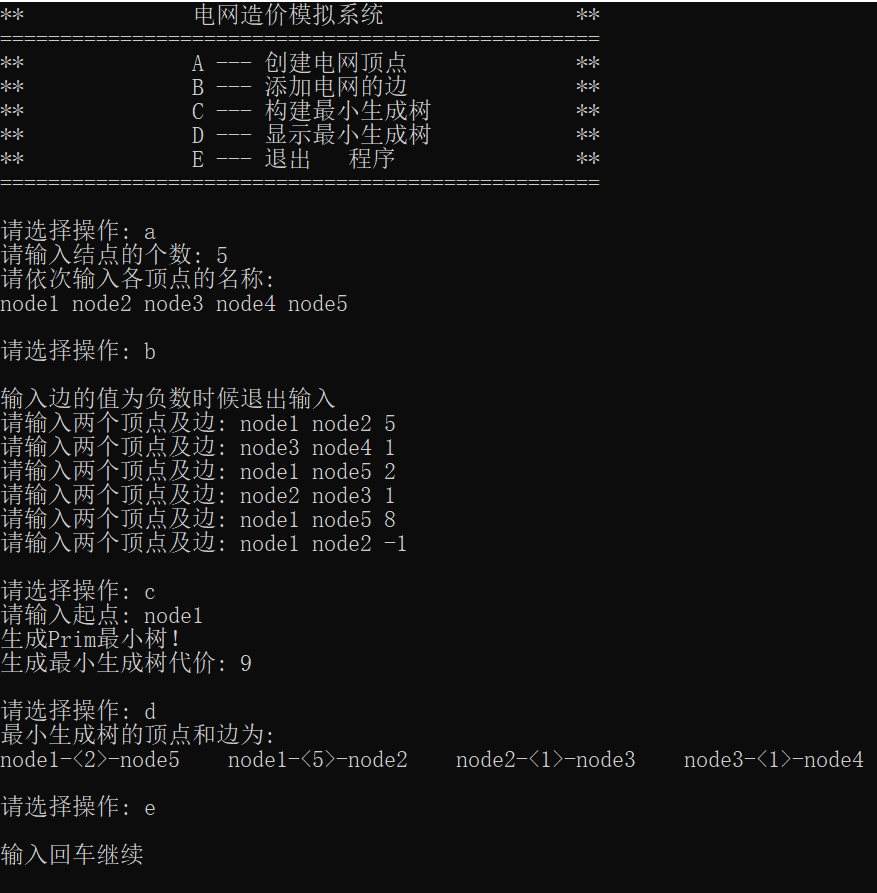 ** 电网造价模拟系统 **
==================================================
** A --- 创建电网顶点 **
** B --- 添加电网的边 **
** C --- 构建最小生成树 **
** D --- 显示最小生成树 **
** E --- 退出 程序 **
==================================================
请选择操作: a
请输入结点的个数: 5
请依次输入各顶点的名称:
node1 node2 node3 node4 node5
请选择操作: b
输入边的值为负数时候退出输入
请输入两个顶点及边: node1 node2 5
请输入两个顶点及边: node3 node4 1
请输入两个顶点及边: node1 node5 2
请输入两个顶点及边: node2 node3 1
请输入两个顶点及边: node1 node5 8
请输入两个顶点及边: node1 node2 -1
请选择操作: c
请输入起点: node1
生成Prim最小树!
生成最小生成树代价: 9
请选择操作: d
最小生成树的顶点和边为:
node1-<2>-node5 node1-<5>-node2 node2-<1>-node3 node3-<1>-node4
请选择操作: e
输入回车继续